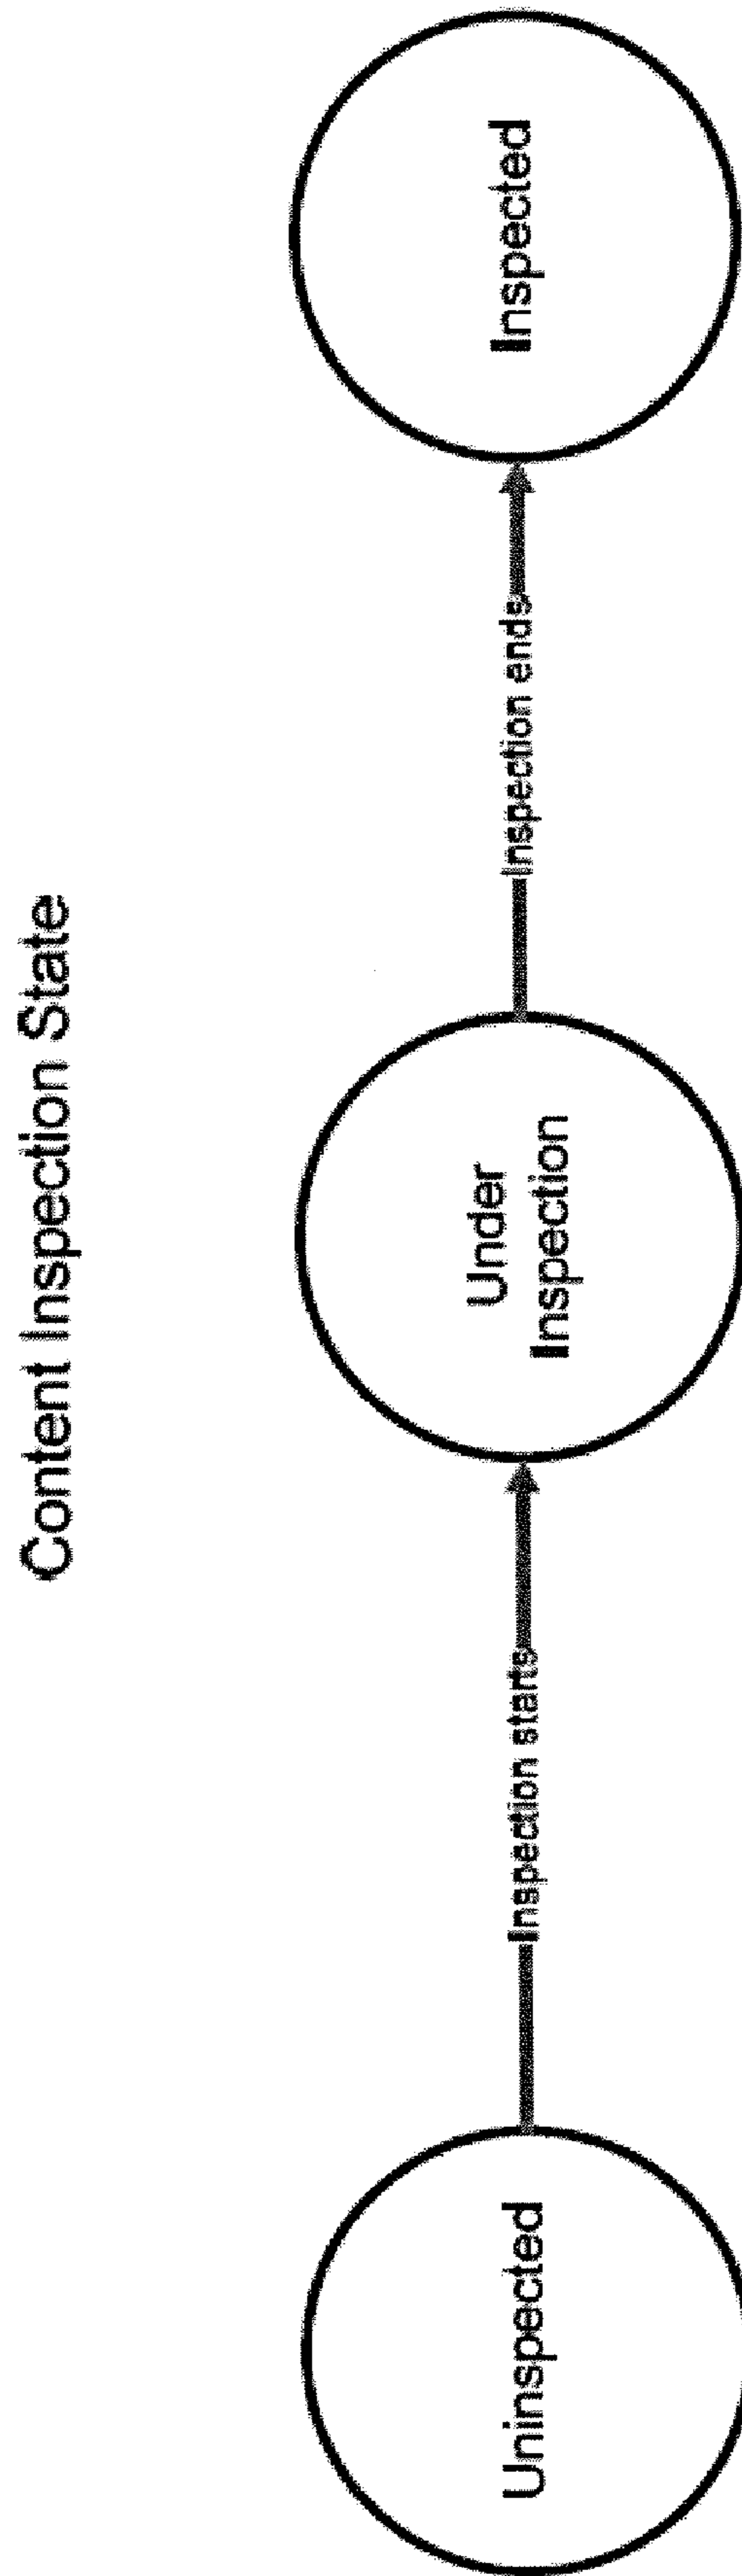 Content Inspection State
Uninspected
Inspection starts
Under
Inspection
Inspection ends
Inspected